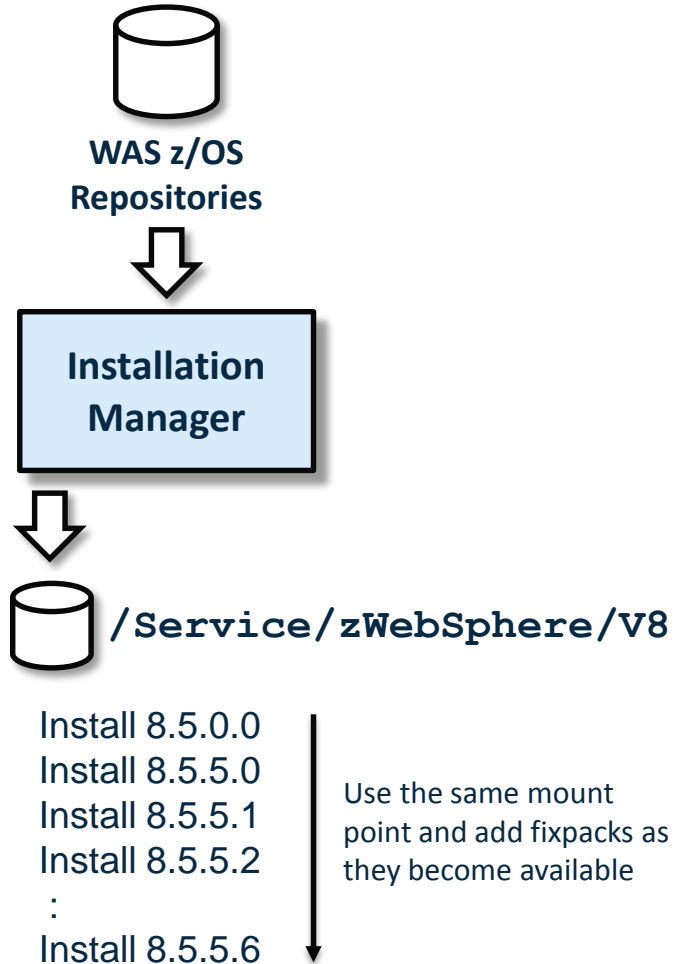 WAS z/OS
Repositories
Installation
Manager
/Service/zWebSphere/V8
Install 8.5.0.0
Install 8.5.5.0
Install 8.5.5.1
Install 8.5.5.2
:
Install 8.5.5.6
Use the same mount
point and add fixpacks as
they become available